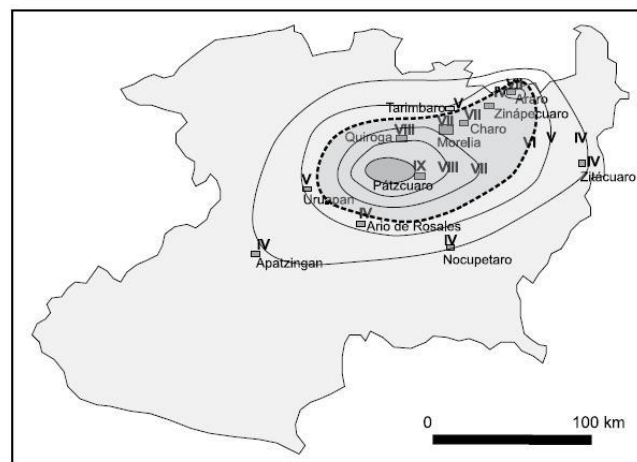 V
Tarimbaro
IV
Araro
Zinápecuaro
VIII
VII
VII
Charo
Quiroga
Morelia
VI
V
IV
IX
VIII
VII
IV
Pátzcuaro
Zitácuaro
V
Uruapan
IV
Ario de Rosales
IV
IV
Apatzingan
Nocupetaro
0
100 km